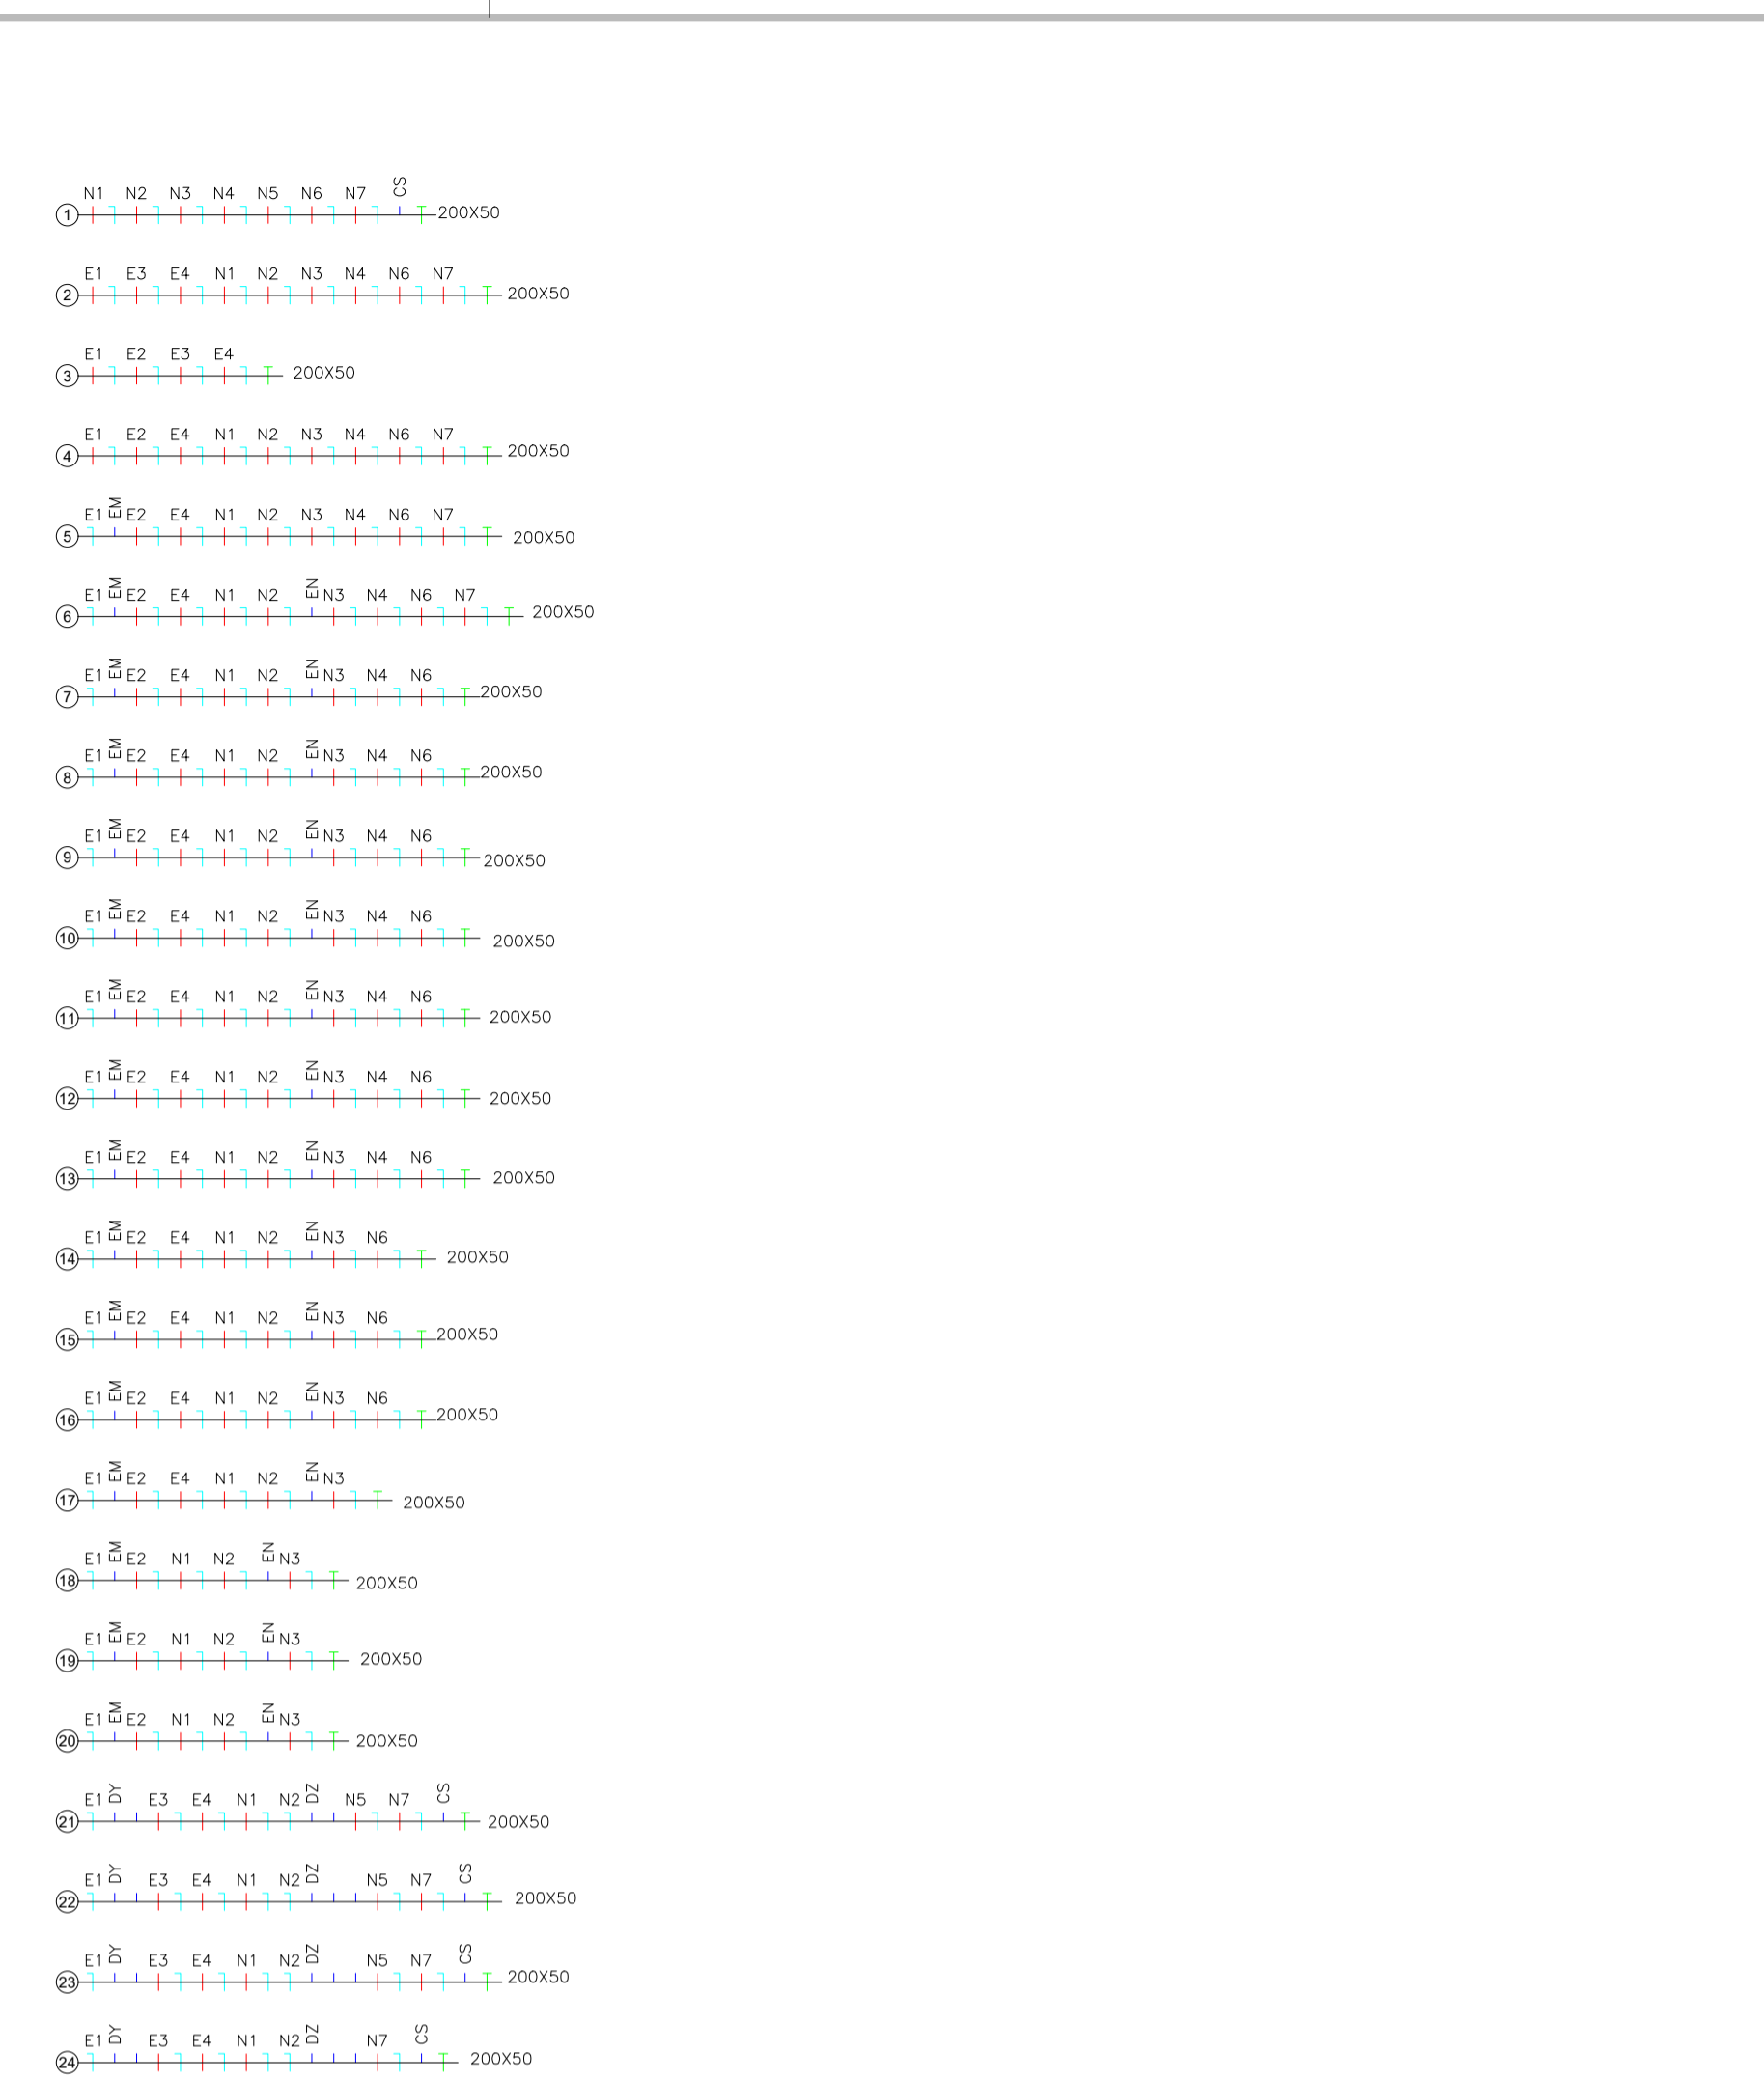 1 N1 N2 N3 N4 N5 N6 N7 CS 200X50
2 E1 E3 E4 N1 N2 N3 N4 N6 N7 200X50
3 E1 E2 E3 E4 200X50
4 E1 E2 E4 N1 N2 N3 N4 N6 N7 200X50
5 E1 EM E2 E4 N1 N2 N3 N4 N6 N7 200X50
6 E1 EM E2 E4 N1 N2 EN N3 N4 N6 N7 200X50
7 E1 EM E2 E4 N1 N2 EN N3 N4 N6 200X50
8 E1 EM E2 E4 N1 N2 EN N3 N4 N6 200X50
9 E1 EM E2 E4 N1 N2 EN N3 N4 N6 200X50
10 E1 EM E2 E4 N1 N2 EN N3 N4 N6 200X50
11 E1 EM E2 E4 N1 N2 EN N3 N4 N6 200X50
12 E1 EM E2 E4 N1 N2 EN N3 N4 N6 200X50
13 E1 EM E2 E4 N1 N2 EN N3 N4 N6 200X50
14 E1 EM E2 E4 N1 N2 EN N3 N6 200X50
15 E1 EM E2 E4 N1 N2 EN N3 N6 200X50
16 E1 EM E2 E4 N1 N2 EN N3 N6 200X50
17 E1 EM E2 E4 N1 N2 EN N3 200X50
18 E1 EM E2 N1 N2 EN N3 200X50
19 E1 EM E2 N1 N2 EN N3 200X50
20 E1 EM E2 N1 N2 EN N3 200X50
21 E1 DY E3 E4 N1 N2 DZ N5 N7 CS 200X50
22 E1 DY E3 E4 N1 N2 DZ N5 N7 CS 200X50
23 E1 DY E3 E4 N1 N2 DZ N5 N7 CS 200X50
24 E1 DY E3 E4 N1 N2 DZ N7 CS 200X50